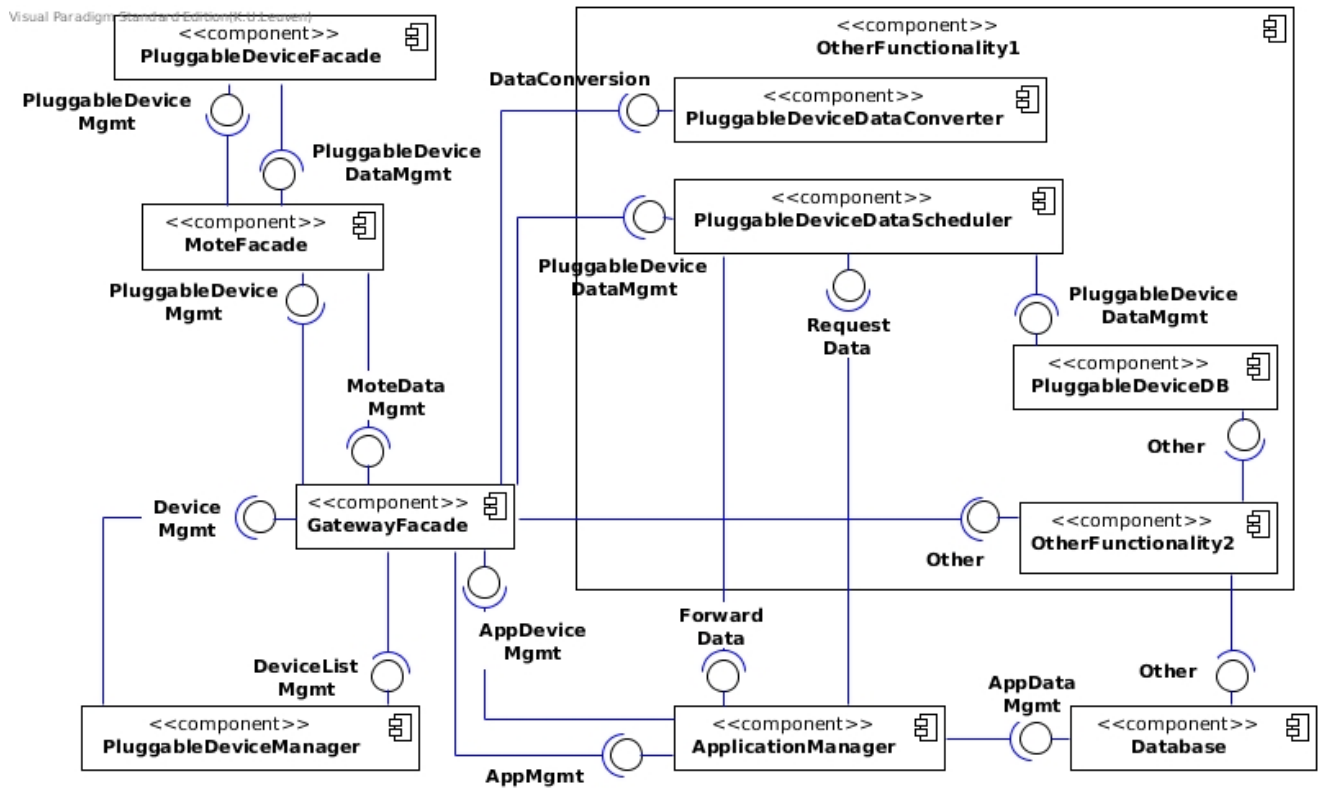 Visual Paradigm Standard Edition(K.U.Leuven)
<<component>>
PluggableDeviceFacade
<<component>>
OtherFunctionality1
DataConversion
<<component>>
PluggableDeviceDataConverter
PluggableDevice
Mgmt
PluggableDevice
DataMgmt
<<component>>
PluggableDeviceDataScheduler
<<component>>
MoteFacade
PluggableDevice
DataMgmt
PluggableDevice
Mgmt
Request
Data
PluggableDevice
DataMgmt
<<component>>
PluggableDeviceDB
MoteData
Mgmt
Other
<<component>>
GatewayFacade
Device
Mgmt
<<component>>
OtherFunctionality2
Other
Forward
Data
AppDevice
Mgmt
DeviceList
Mgmt
Other
AppData
Mgmt
<<component>>
PluggableDeviceManager
<<component>>
ApplicationManager
<<component>>
Database
AppMgmt